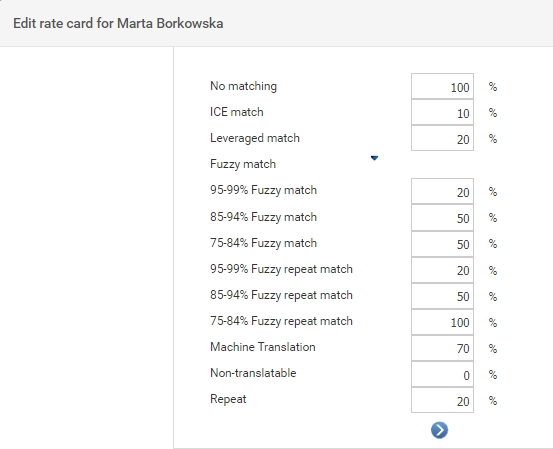 Edit rate card for Marta Borkowska
No matching 100 %
ICE match 10 %
Leveraged match 20 %
Fuzzy match
95-99% Fuzzy match 20 %
85-94% Fuzzy match 50 %
75-84% Fuzzy match 50 %
95-99% Fuzzy repeat match 20 %
85-94% Fuzzy repeat match 50 %
75-84% Fuzzy repeat match 100 %
Machine Translation 70 %
Non-translatable 0 %
Repeat 20 %